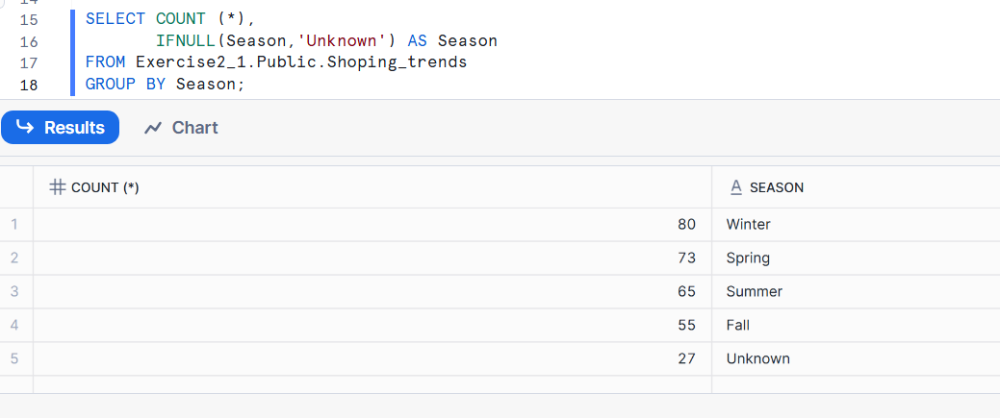 15 SELECT COUNT (*),
16 IFNULL(Season,'Unknown') AS Season
17 FROM Exercise2_1.Public.Shoping_trends
18 GROUP BY Season;
Results Chart
COUNT (*) A SEASON
1 80 Winter
2 73 Spring
3 65 Summer
4 55 Fall
5 27 Unknown